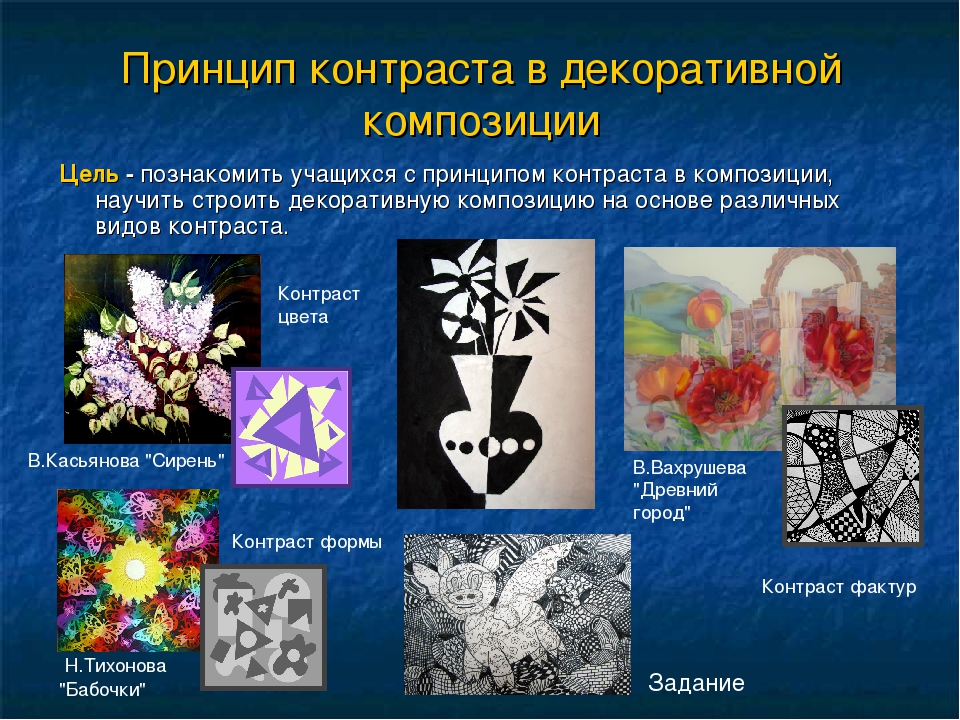 Принцип контраста в декоративной
композиции
Цель - познакомить учащихся с принципом контраста в композиции,
научить строить декоративную композицию на основе различных
видов контраста.
Контраст
цвета
В.Касьянова "Сирень"
В.Вахрушева
"Древний
город"
Контраст формы
Контраст фактур
Н.Тихонова
"Бабочки"
Задание